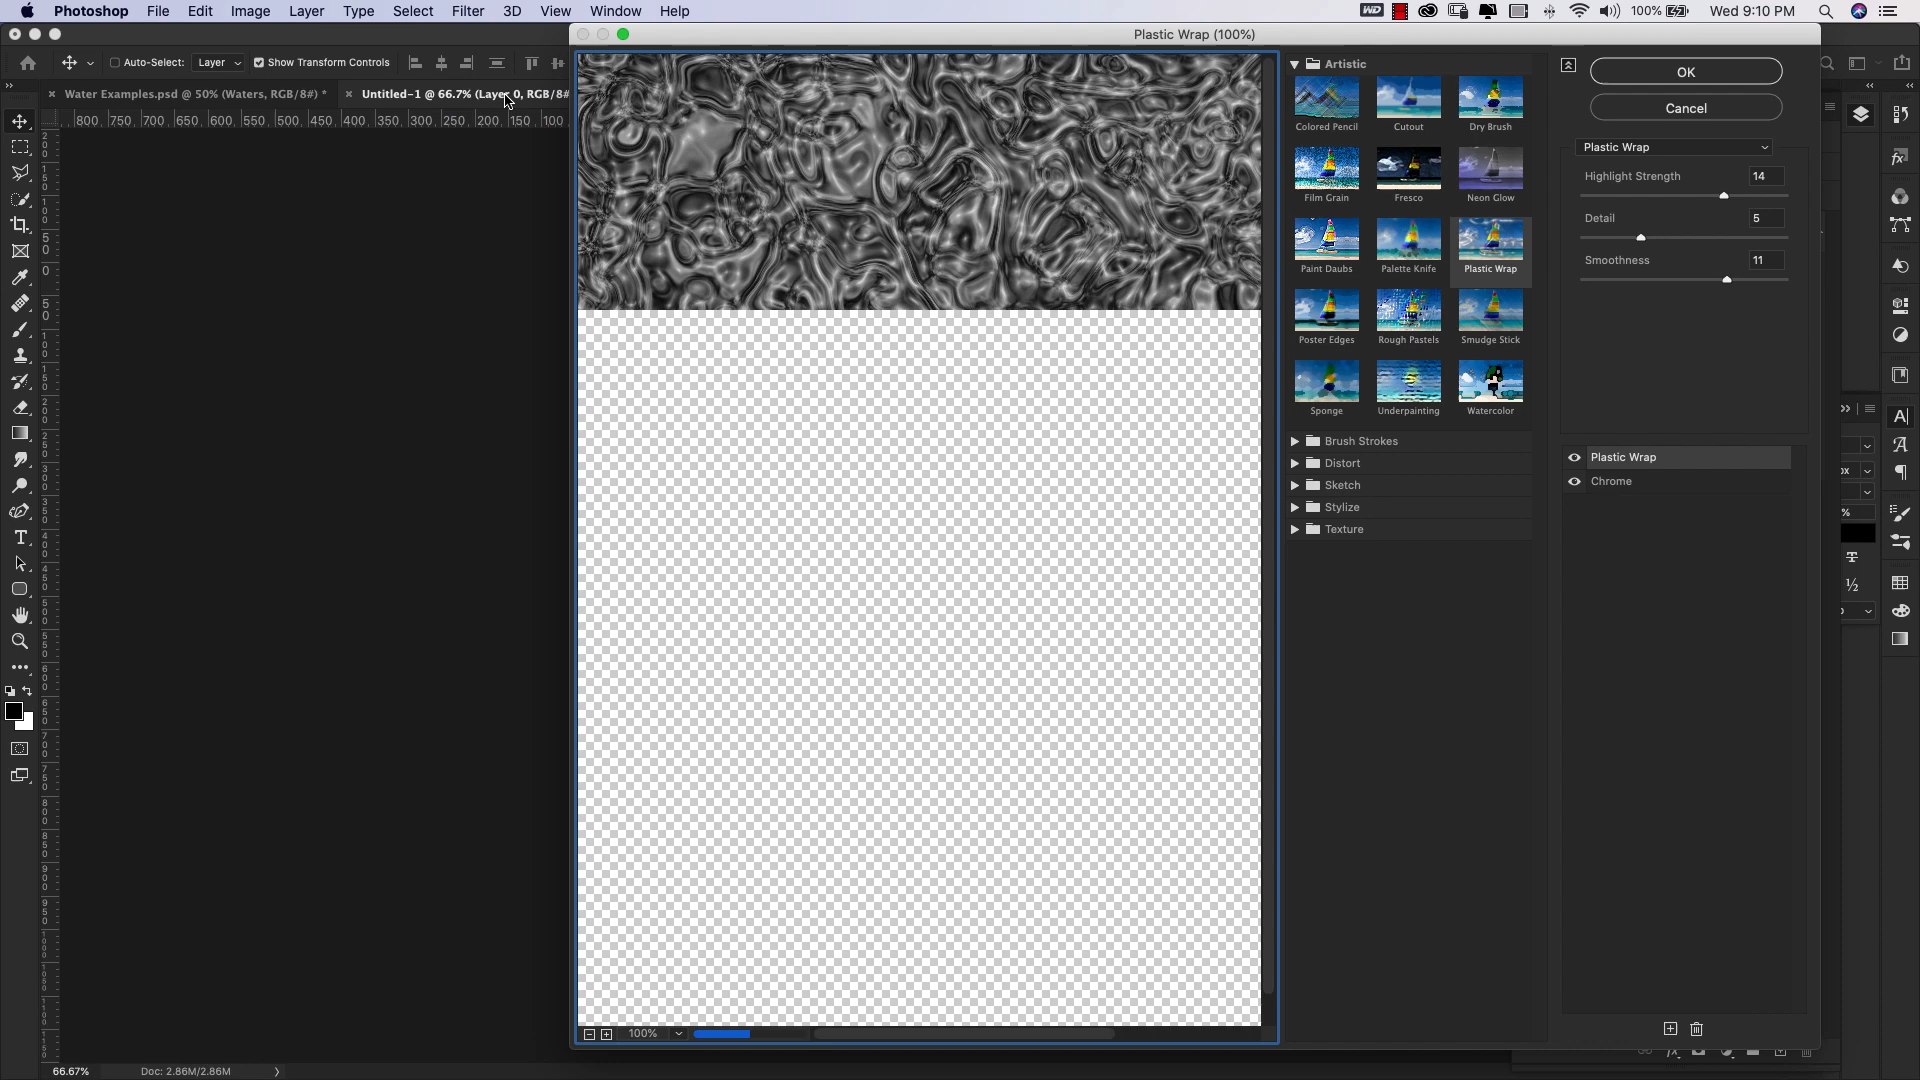 Photoshop File Edit Image Layer Type Select Filter 3D View Window Help
100% Wed 9:10 PM
Plastic Wrap (100%)
Auto-Select: Layer Show Transform Controls
Water Examples.psd @ 50% (Waters, RGB/8#) *
Untitled-1 @ 66.7% (Layer 0, RGB/8#
800 750 700 650 600 550 500 450 400 350 300 250 200 150 100
Artistic
Colored Pencil Cutout Dry Brush
Film Grain Fresco Neon Glow
Paint Daubs Palette Knife Plastic Wrap
Poster Edges Rough Pastels Smudge Stick
Sponge Underpainting Watercolor
Brush Strokes
Distort
Sketch
Stylize
Texture
OK
Cancel
Plastic Wrap
Highlight Strength 14
Detail 5
Smoothness 11
Plastic Wrap
Chrome
100%
66.67% Doc: 2.86M/2.86M